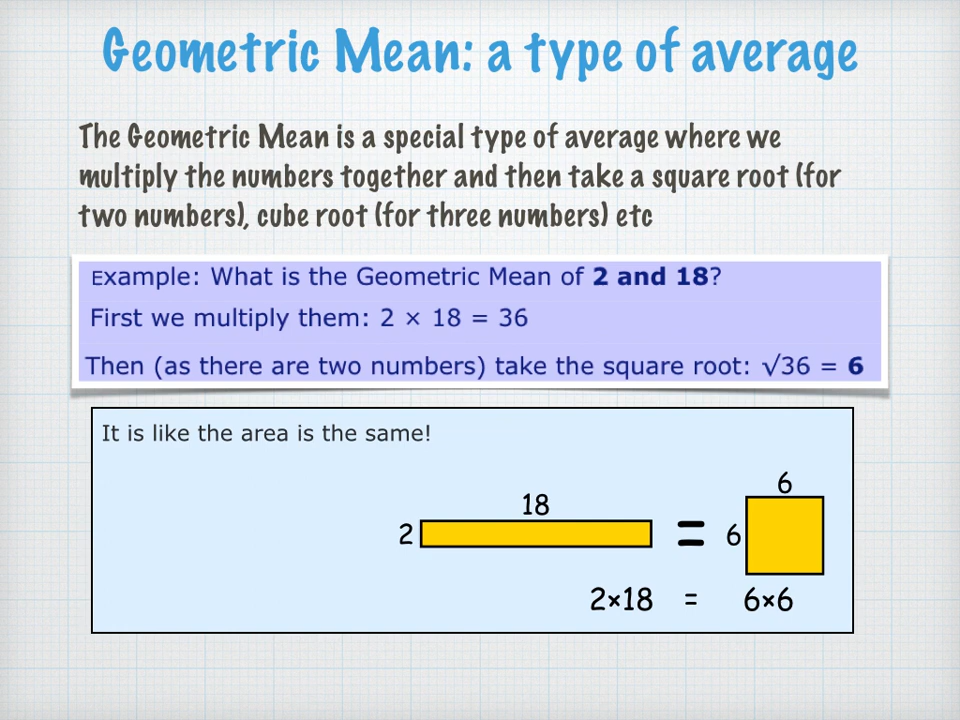 Geometric Mean: a type of average
The Geometric Mean is a special type of average where we
multiply the numbers together and then take a square root (for
two numbers), cube root (for three numbers) etc
Example: What is the Geometric Mean of 2 and 18?
First we multiply them: 2 × 18 = 36
Then (as there are two numbers) take the square root: √36 = 6
It is like the area is the same!
6
18
2 = 6
2×18 = 6×6